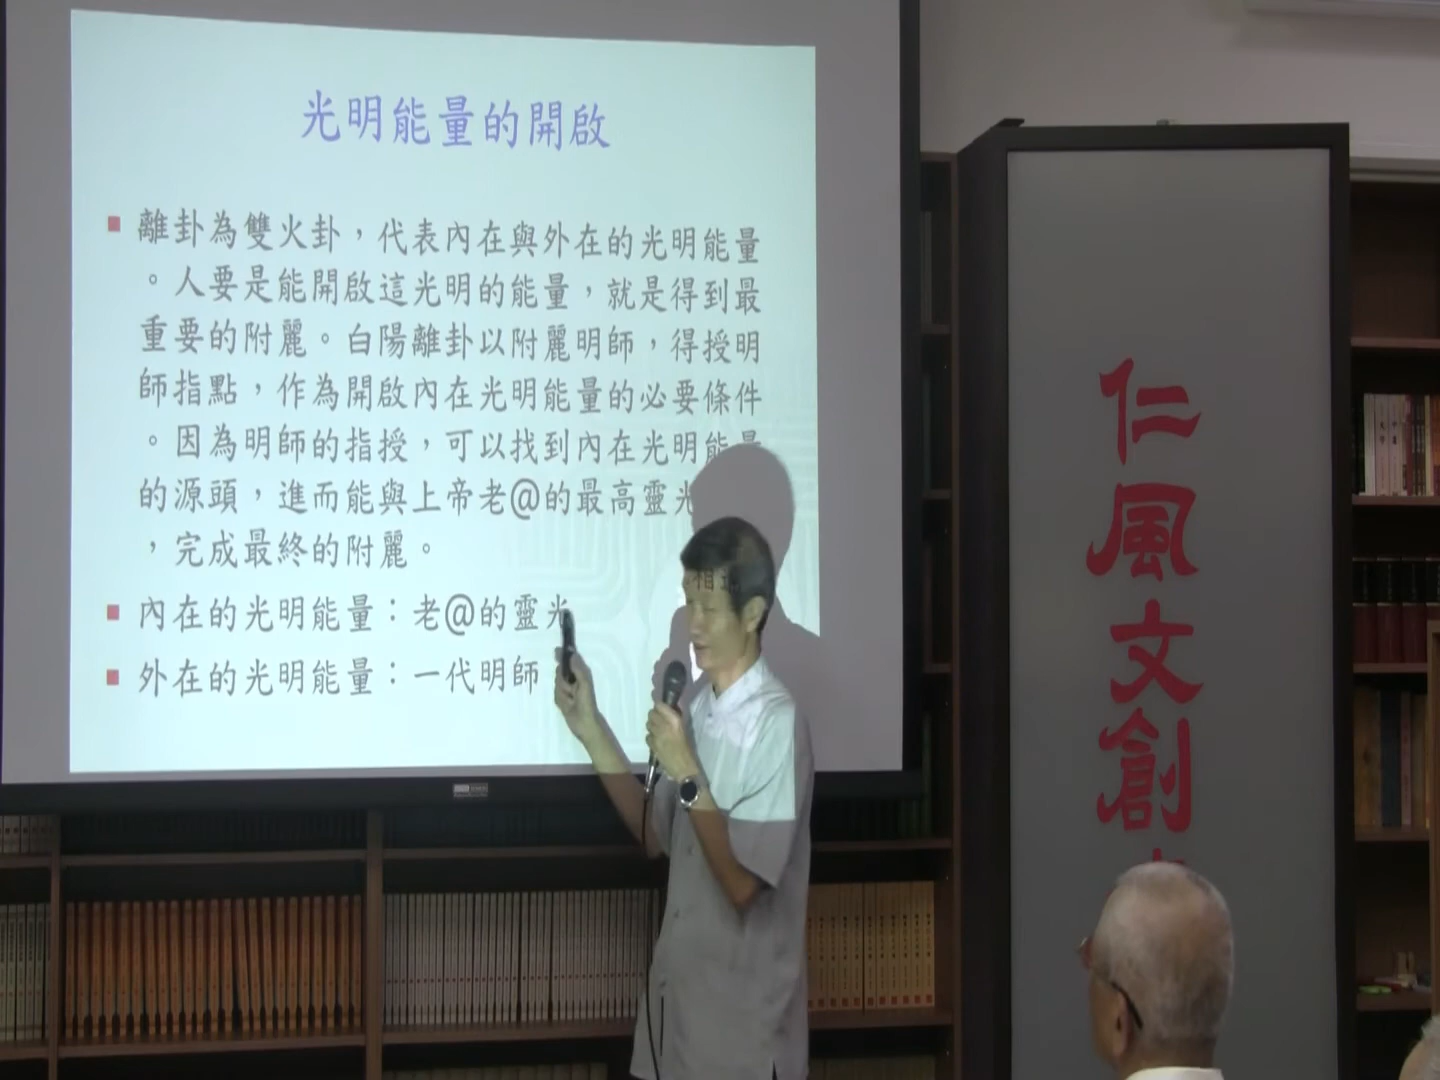 光明能量的開啟
離卦為雙火卦，代表內在與外在的光明能量
。人要是能開啟這光明的能量，就是得到最
重要的附麗。白陽離卦以附麗明師，得授明
師指點，作為開啟內在光明能量的必要條件
。因為明師的指授，可以找到內在光明能量
的源頭，進而能與上帝老@的最高靈光
，完成最終的附麗。
內在的光明能量：老@的靈光
外在的光明能量：一代明師
仁風文創